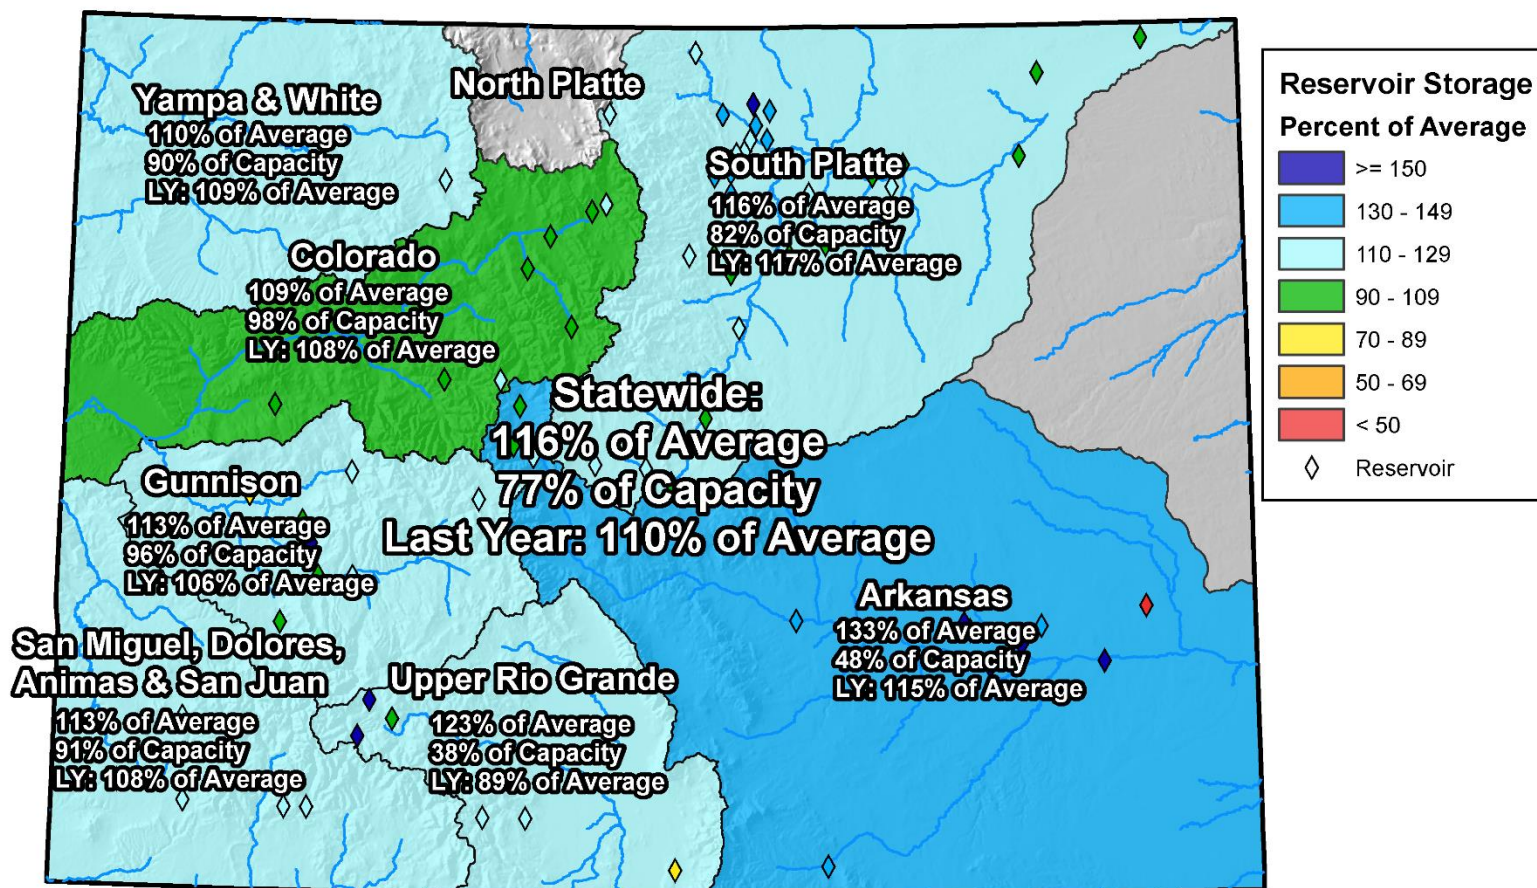 North Platte
Yampa & White
110% of Average
90% of Capacity
LY: 109% of Average
South Platte
116% of Average
82% of Capacity
LY: 117% of Average
Colorado
109% of Average
98% of Capacity
LY: 108% of Average
Statewide:
116% of Average
77% of Capacity
Last Year: 110% of Average
Gunnison
113% of Average
96% of Capacity
LY: 106% of Average
Arkansas
133% of Average
48% of Capacity
LY: 115% of Average
San Miguel, Dolores,
Animas & San Juan
113% of Average
91% of Capacity
LY: 108% of Average
Upper Rio Grande
123% of Average
38% of Capacity
LY: 89% of Average
Reservoir Storage
Percent of Average
>= 150
130 - 149
110 - 129
90 - 109
70 - 89
50 - 69
< 50
Reservoir